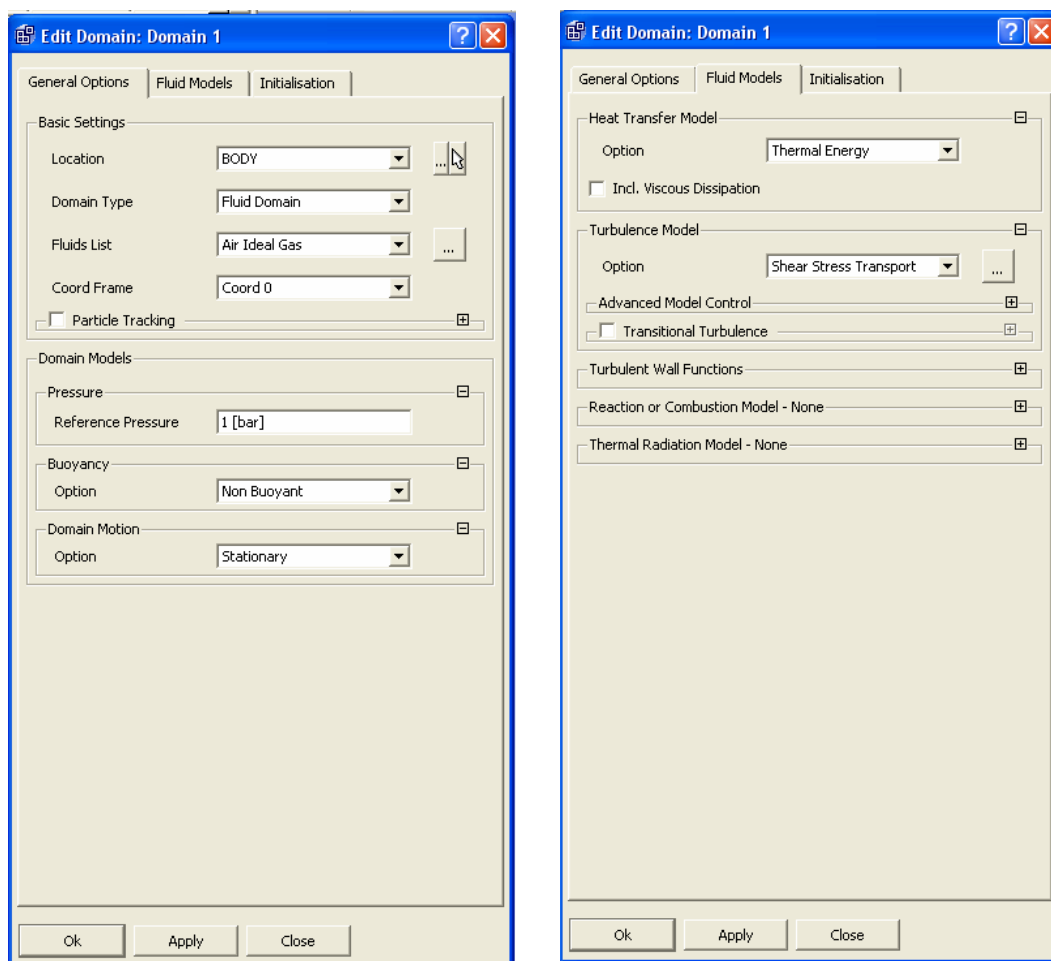 Edit Domain: Domain 1
General Options Fluid Models Initialisation
Basic Settings
Location BODY ...
Domain Type Fluid Domain
Fluids List Air Ideal Gas ...
Coord Frame Coord 0
Particle Tracking
Domain Models
Pressure
Reference Pressure 1 [bar]
Buoyancy
Option Non Buoyant
Domain Motion
Option Stationary
Ok Apply Close
Edit Domain: Domain 1
General Options Fluid Models Initialisation
Heat Transfer Model
Option Thermal Energy
Incl. Viscous Dissipation
Turbulence Model
Option Shear Stress Transport ...
Advanced Model Control
Transitional Turbulence
Turbulent Wall Functions
Reaction or Combustion Model - None
Thermal Radiation Model - None
Ok Apply Close